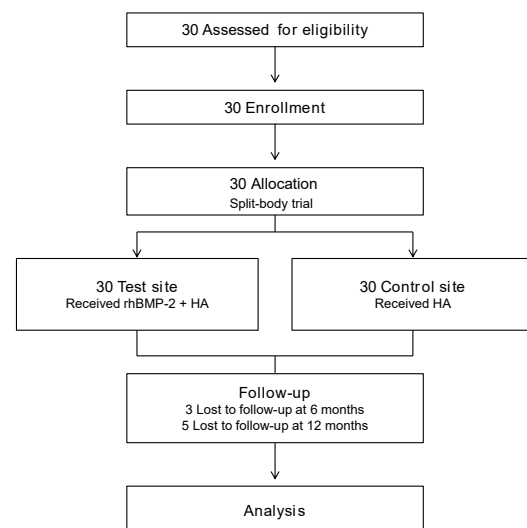 30 Assessed for eligibility
30 Enrollment
30 Allocation
Split-body trial
30 Test site
Received rhBMP-2 + HA
30 Control site
Received HA
Follow-up
3 Lost to follow-up at 6 months
5 Lost to follow-up at 12 months
Analysis